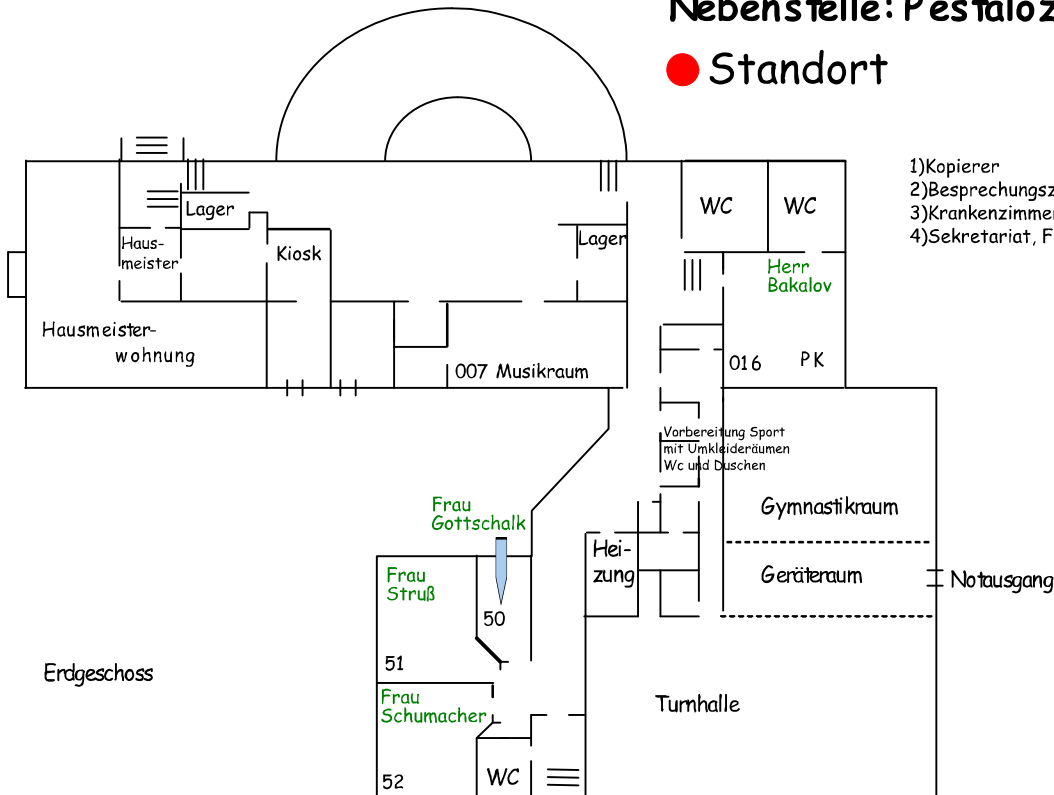 Nebenstelle: Pestaloz
Standort
1)Kopierer
2)Besprechungsz
3)Krankenzimmer
4)Sekretariat, F
WC
WC
Lager
Lager
Haus-
meister
Kiosk
Herr
Bakalov
Hausmeister-
wohnung
007 Musikraum
016
PK
Vorbereitung Sport
mit Umkleideräumen
Wc und Duschen
Frau
Gottschalk
Gymnastikraum
Hei-
zung
Geräteraum
Notausgang
Frau
Struß
50
51
Erdgeschoss
Frau
Schumacher
Turnhalle
52
WC